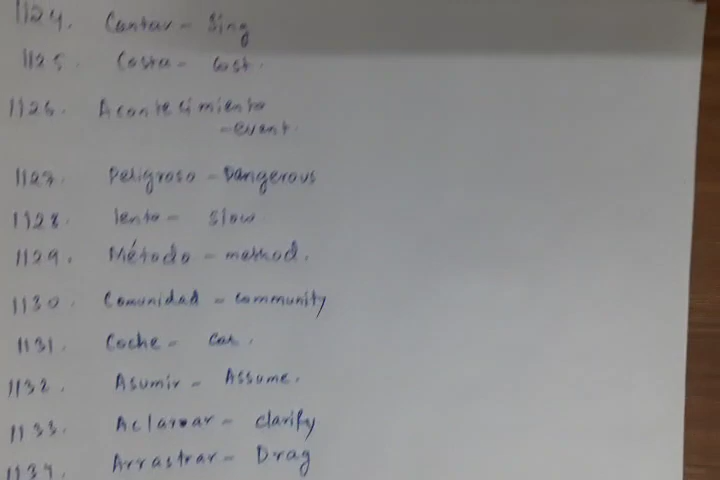 1124. Cantar - Sing
1125. Costa - Cost.
1126. Acontecimiento
- event.
1127. Peligroso - Dangerous
1128. lento - Slow
1129. Método - method.
1130. Comunidad - community
1131. Coche - Car.
1132. Asumir - Assume.
1133. Aclarar - clarify
1134. Arrastrar - Drag